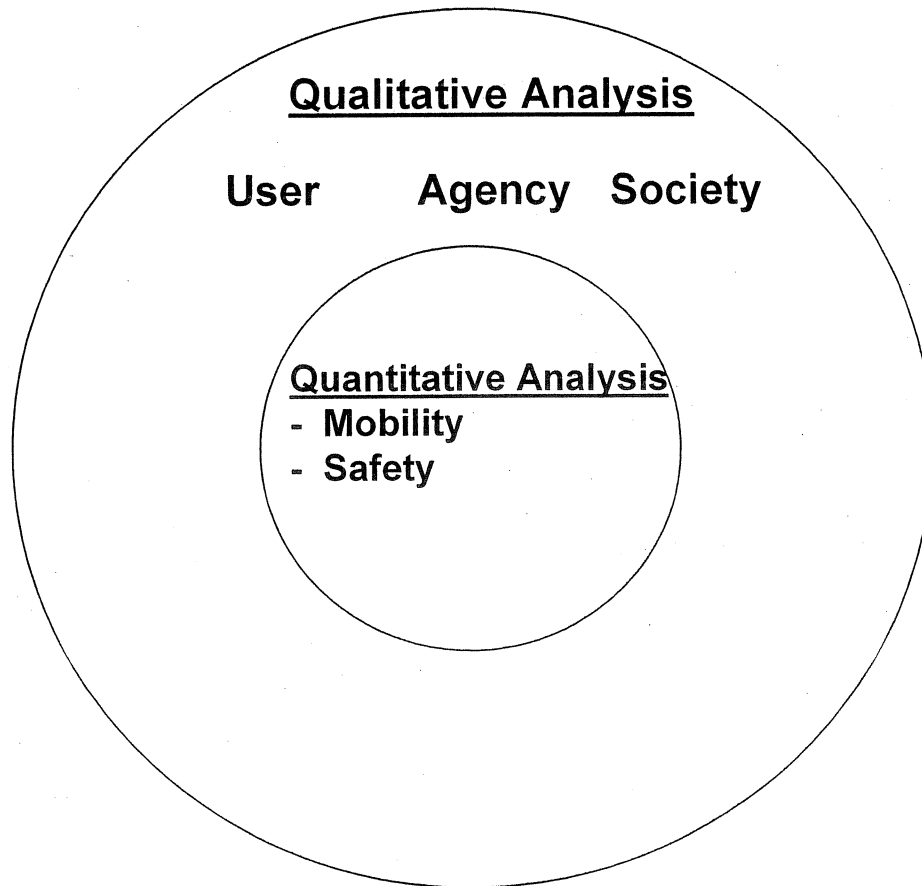 Qualitative Analysis
User Agency Society
Quantitative Analysis
- Mobility
- Safety